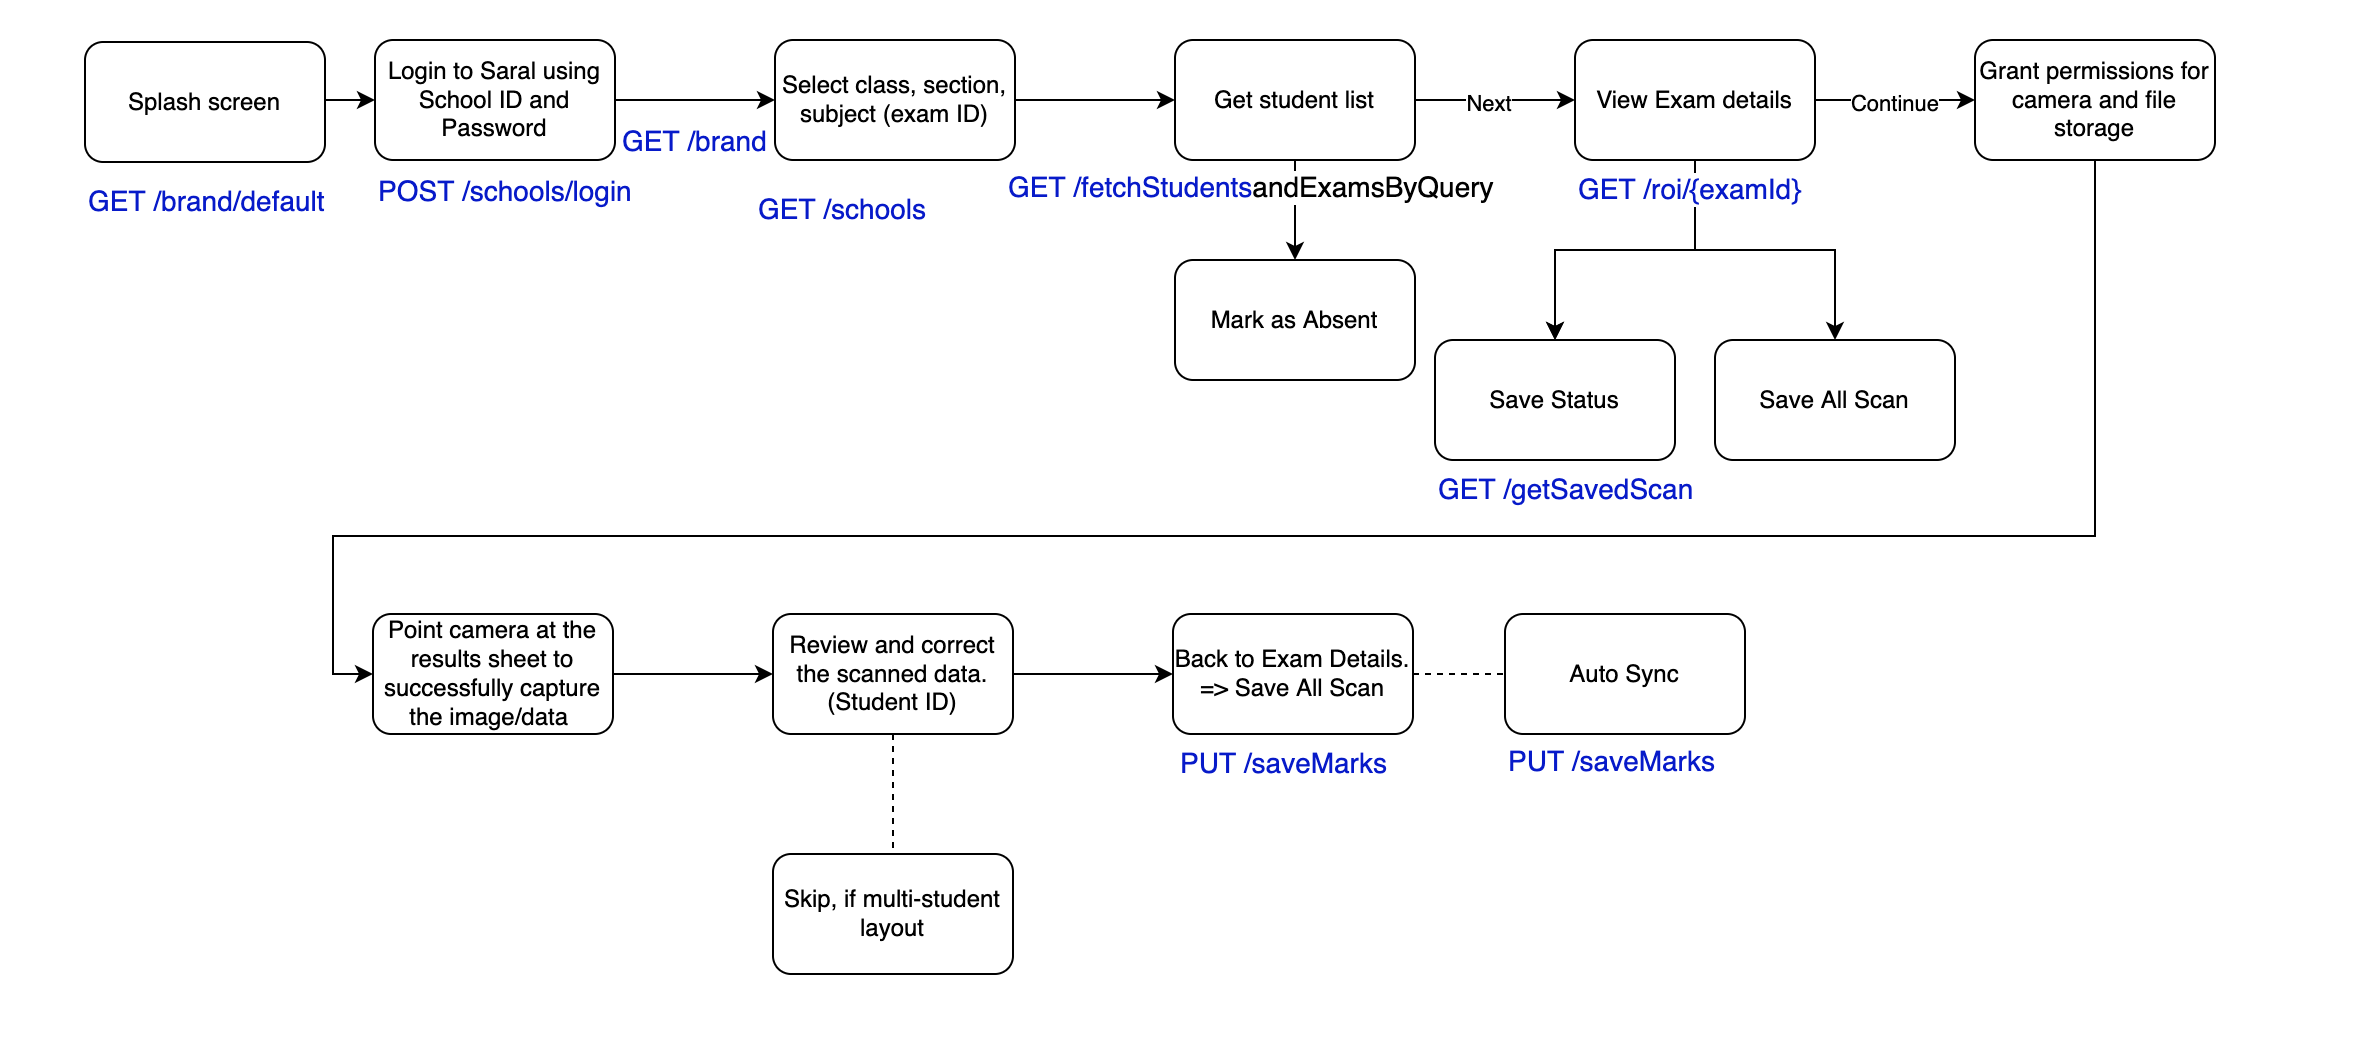 Splash screen
GET /brand/default
Login to Saral using
School ID and
Password
POST /schools/login
GET /brand
Select class, section,
subject (exam ID)
GET /schools
Get student list
GET /fetchStudentsandExamsByQuery
Mark as Absent
Next
View Exam details
GET /roi/{examId}
Save Status
GET /getSavedScan
Save All Scan
Continue
Grant permissions for
camera and file
storage
Point camera at the
results sheet to
successfully capture
the image/data
Review and correct
the scanned data.
(Student ID)
Skip, if multi-student
layout
Back to Exam Details.
=> Save All Scan
PUT /saveMarks
Auto Sync
PUT /saveMarks